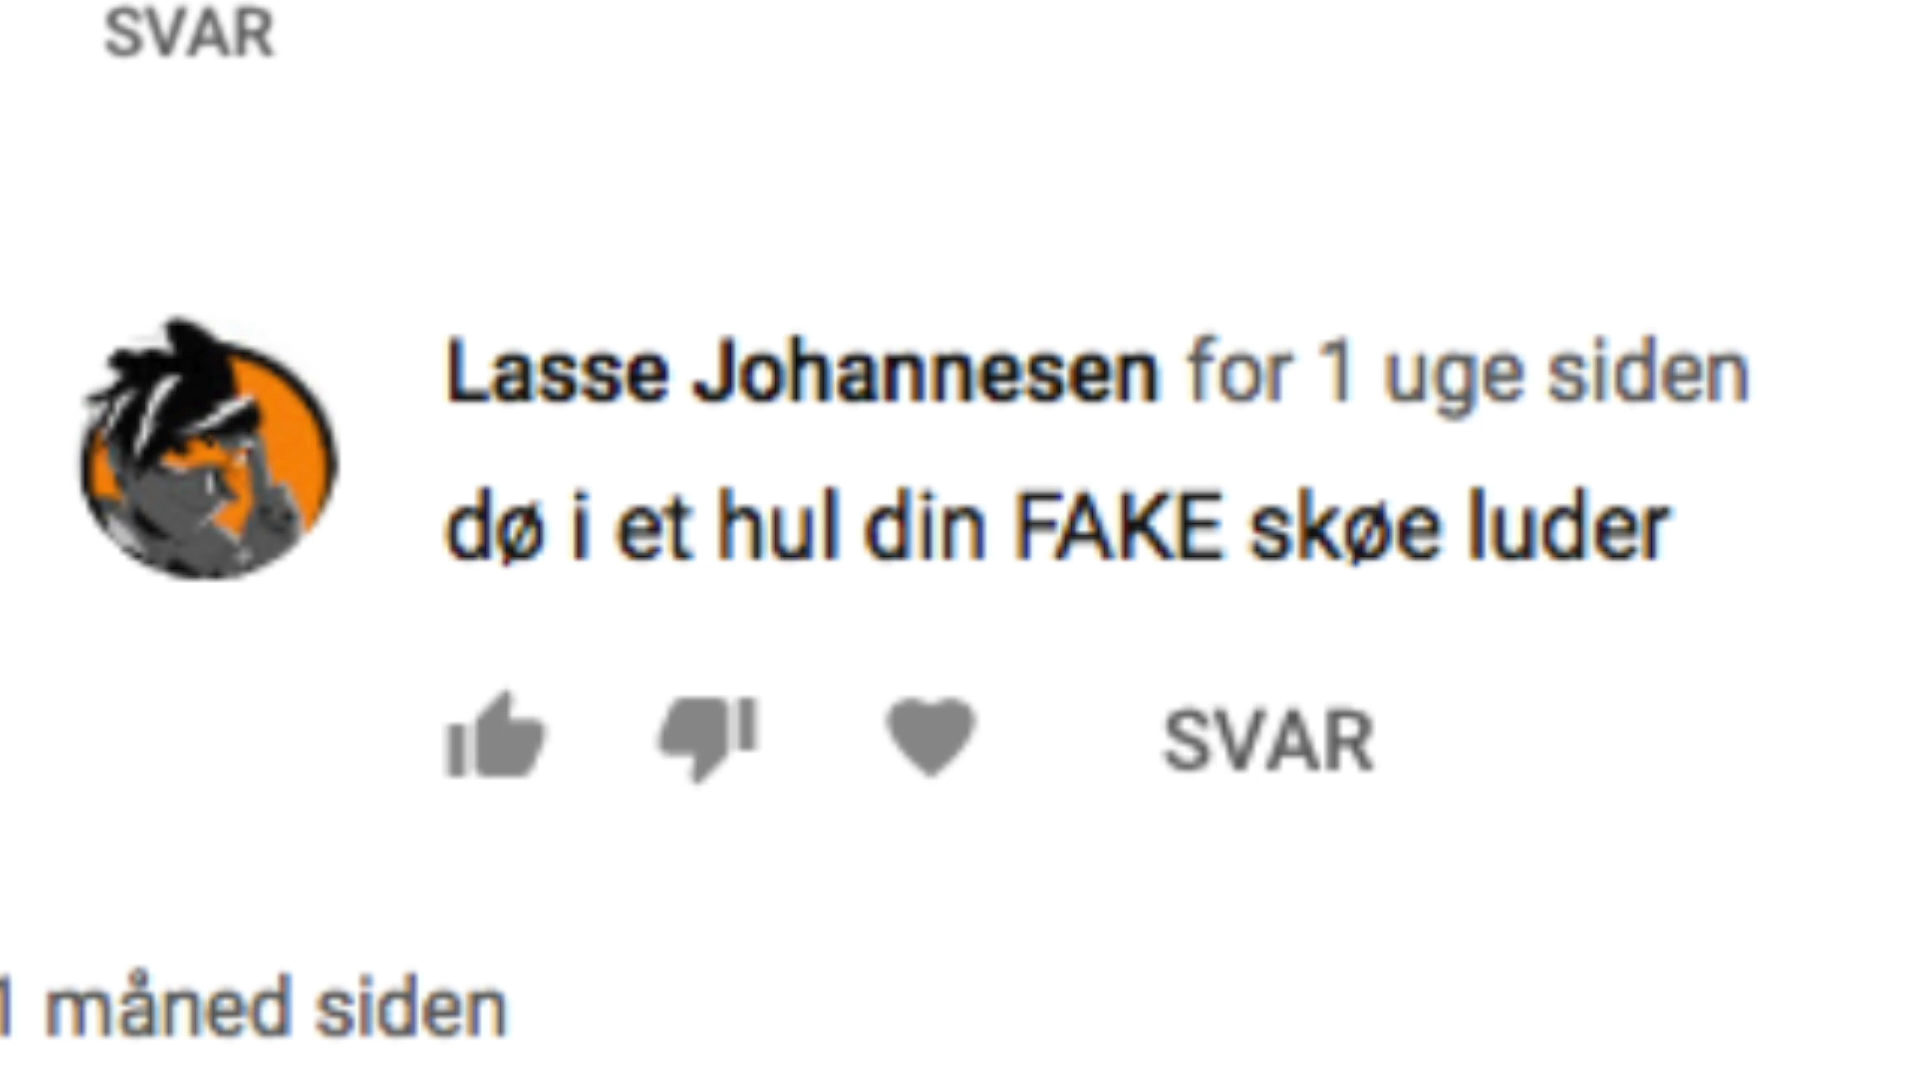 SVAR
Lasse Johannesen for 1 uge siden
dø i et hul din FAKE skøe luder
SVAR
1 måned siden